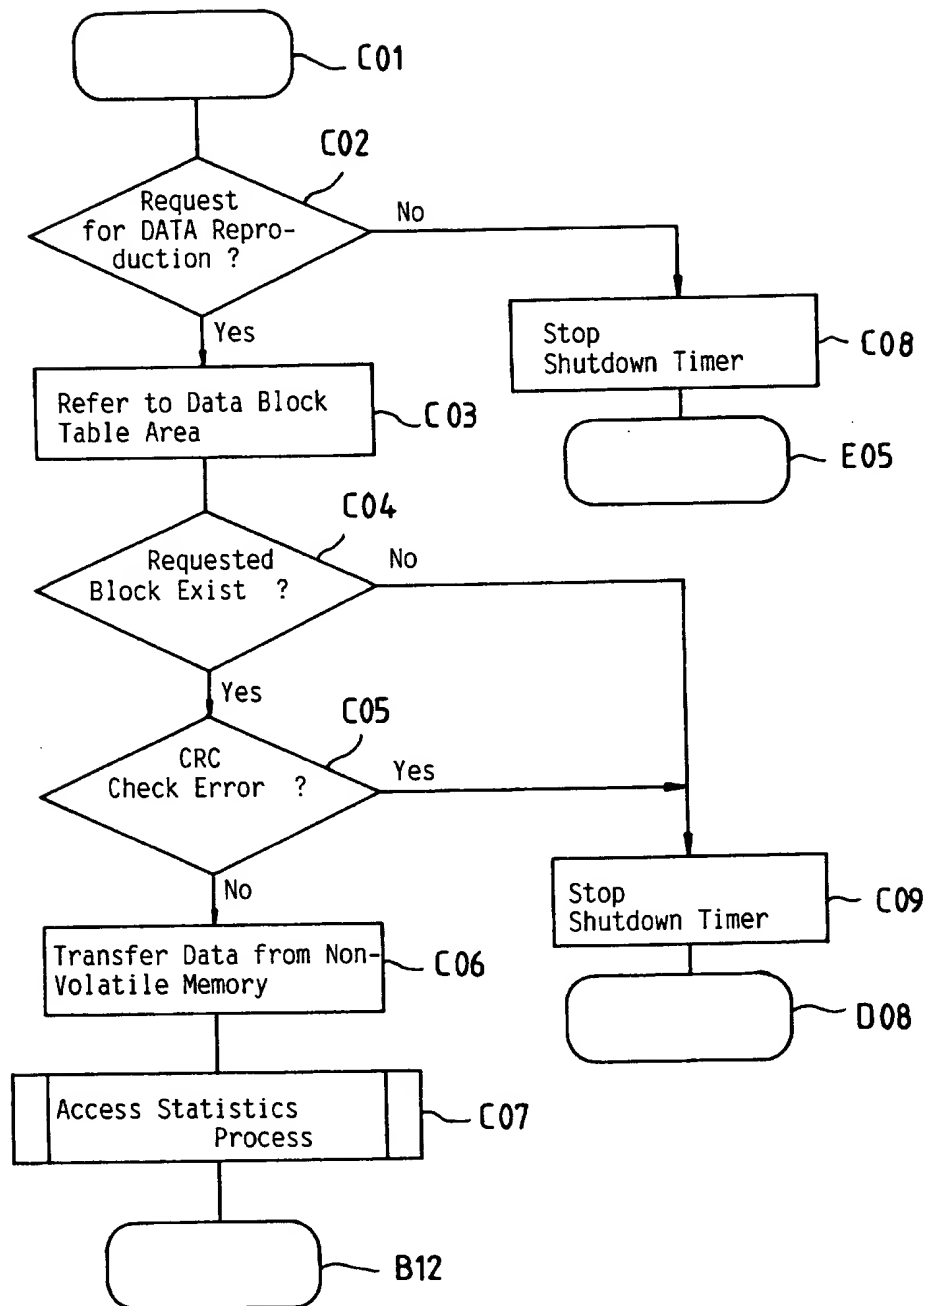 C01
C02
Request
for DATA Repro-
duction ?
No
Yes
Stop
Shutdown Timer
C08
Refer to Data Block
Table Area
C03
E05
C04
Requested
Block Exist ?
No
Yes
C05
CRC
Check Error ?
Yes
No
Stop
Shutdown Timer
C09
Transfer Data from Non-
Volatile Memory
C06
D08
Access Statistics
Process
C07
B12